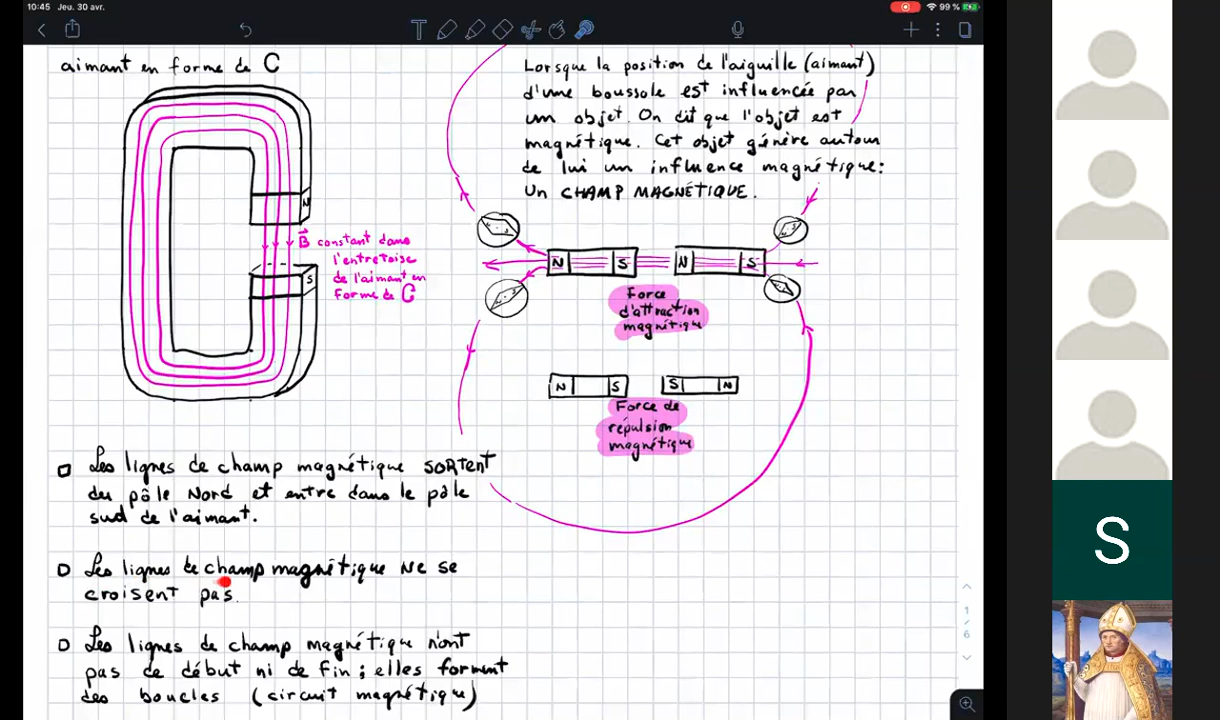 10:45 Jeu. 30 avr.
99 %
T
aimant en forme de C
N
B constant dans
l'entretoise
de l'aimant en
forme de C
S
Lorsque la position de l'aiguille (aimant)
d'une boussole est influencée par
un objet. On dit que l'objet est
magnétique. Cet objet génère autour
de lui un influence magnétique:
Un CHAMP MAGNÉTIQUE.
N S N S
Force
d'attraction
magnétique
N S S N
Force de
répulsion
magnétique
Les lignes de champ magnétique SORTENT
du pôle Nord et entre dans le pôle
sud de l'aimant.
Les lignes de champ magnétique Ne se
croisent pas.
Les lignes de champ magnétique n'ont
pas de début ni de fin ; elles forment
des boucles (circuit magnétique)
1
/
6
S